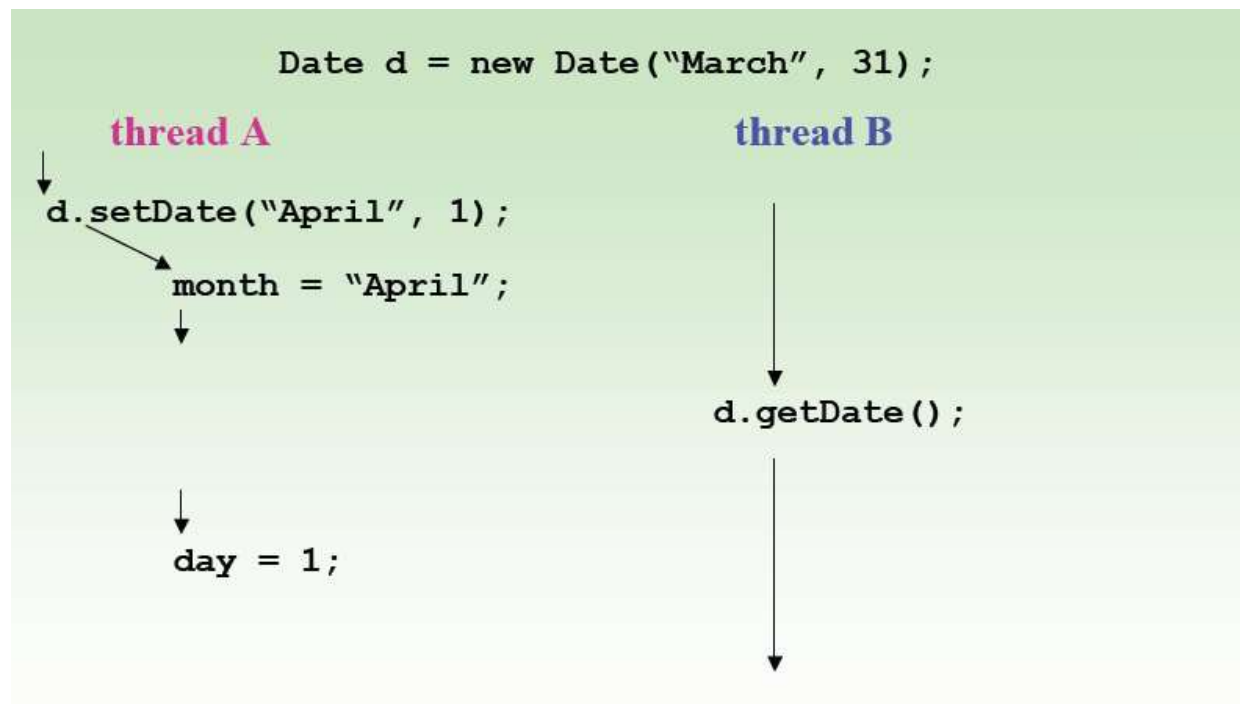 Date d = new Date(“March”, 31);
thread A
thread B
d.setDate(“April”, 1);
month = “April”;
d.getDate();
day = 1;